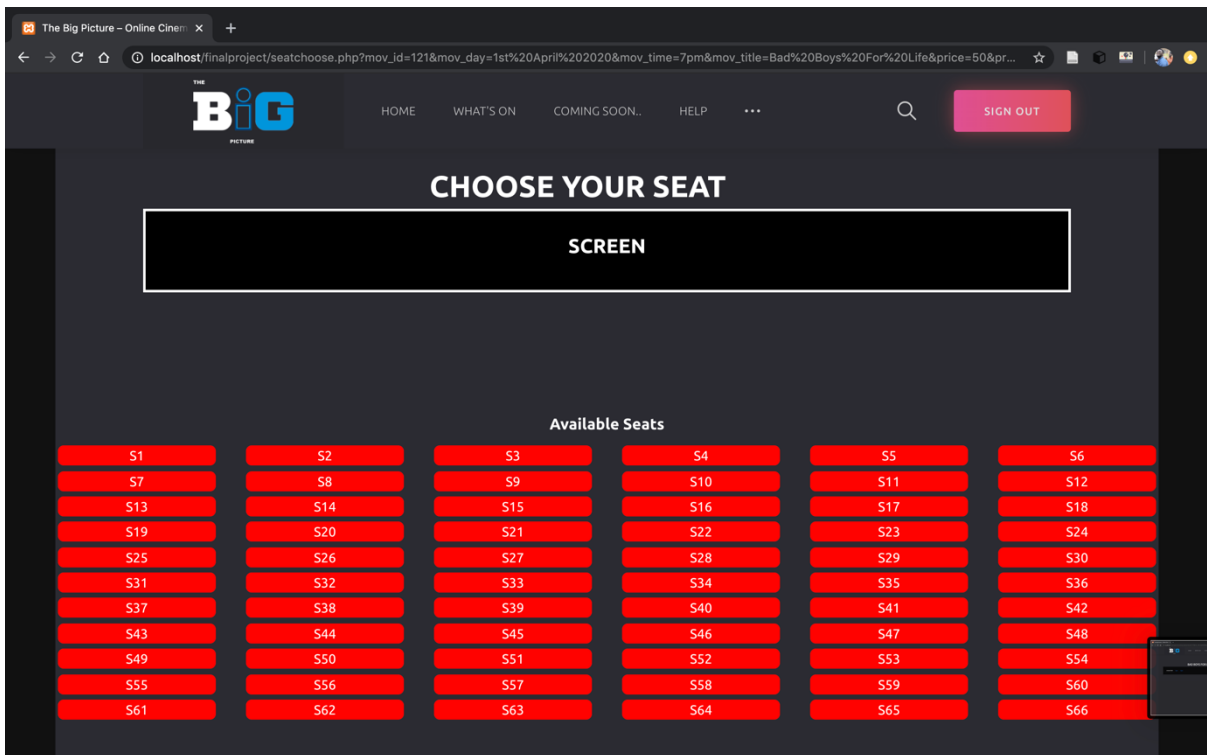 The Big Picture – Online Cinem
localhost/finalproject/seatchoose.php?mov_id=121&mov_day=1st%20April%202020&mov_time=7pm&mov_title=Bad%20Boys%20For%20Life&price=50&pr...
THE
BiG
PICTURE
HOME WHAT'S ON COMING SOON.. HELP ••• SIGN OUT
CHOOSE YOUR SEAT
SCREEN
Available Seats
S1 S2 S3 S4 S5 S6
S7 S8 S9 S10 S11 S12
S13 S14 S15 S16 S17 S18
S19 S20 S21 S22 S23 S24
S25 S26 S27 S28 S29 S30
S31 S32 S33 S34 S35 S36
S37 S38 S39 S40 S41 S42
S43 S44 S45 S46 S47 S48
S49 S50 S51 S52 S53 S54
S55 S56 S57 S58 S59 S60
S61 S62 S63 S64 S65 S66